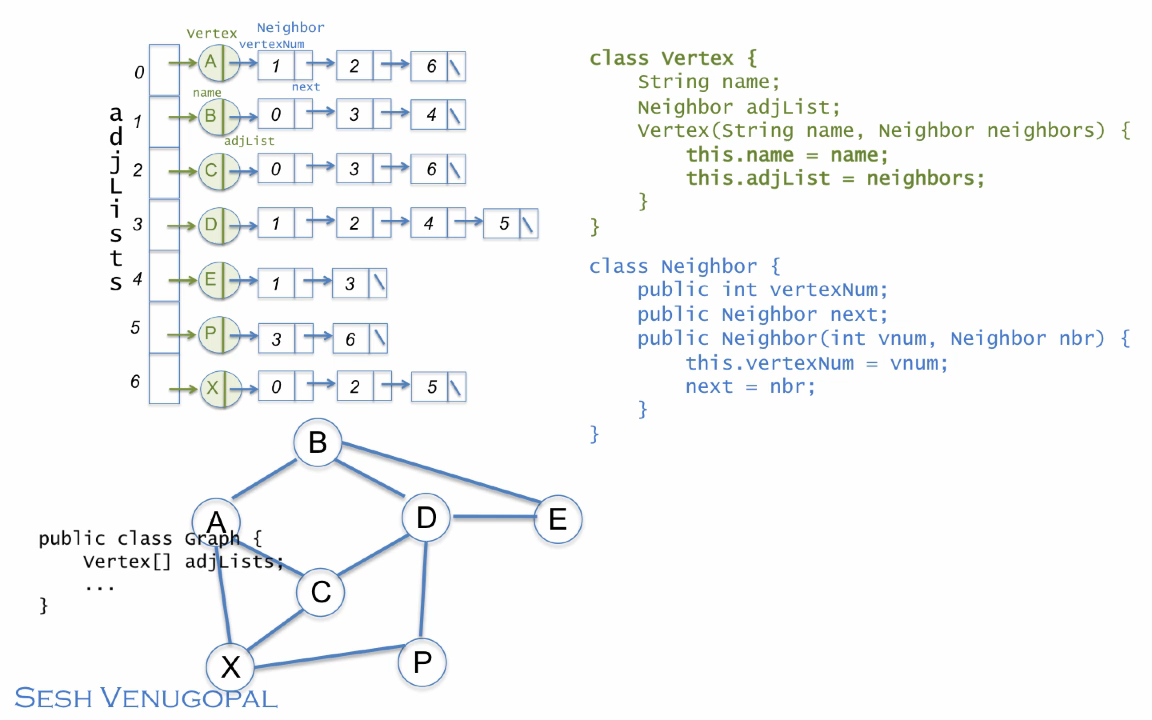 Vertex
Neighbor
vertexNum
adjLists
0 A 1 2 6
name
next
1 B 0 3 4
adjList
2 C 0 3 6
3 D 1 2 4 5
4 E 1 3
5 P 3 6
6 X 0 2 5
class Vertex {
String name;
Neighbor adjList;
Vertex(String name, Neighbor neighbors) {
this.name = name;
this.adjList = neighbors;
}
}
class Neighbor {
public int vertexNum;
public Neighbor next;
public Neighbor(int vnum, Neighbor nbr) {
this.vertexNum = vnum;
next = nbr;
}
}
B
A
D
E
C
X
P
public class Graph {
Vertex[] adjLists;
...
}
SESH VENUGOPAL